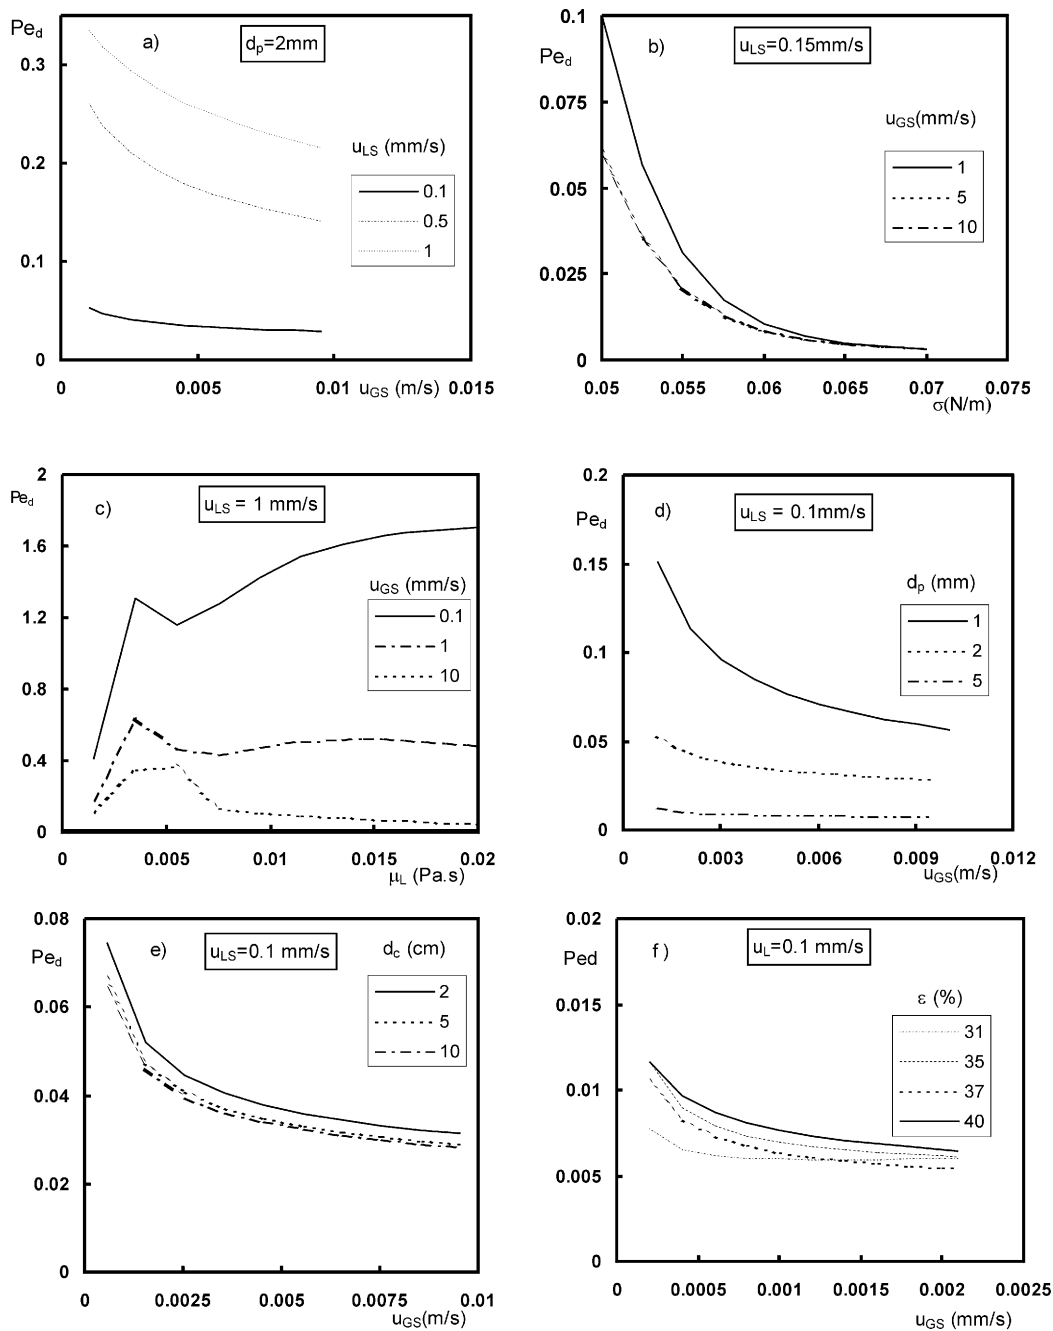 Pe_d
a)
d_p=2mm
0.3
0.2
0.1
0
u_LS (mm/s)
0.1
0.5
1
0
0.005
0.01
0.015
u_GS (m/s)
Pe_d
b)
u_LS=0.15mm/s
0.1
0.075
0.05
0.025
0
u_GS(mm/s)
1
5
10
0.05
0.055
0.06
0.065
0.07
0.075
σ(N/m)
Pe_d
c)
u_LS = 1 mm/s
2
1.6
1.2
0.8
0.4
0
u_GS (mm/s)
0.1
1
10
0
0.005
0.01
0.015
0.02
μ_L (Pa.s)
Pe_d
d)
u_LS = 0.1mm/s
0.2
0.15
0.1
0.05
0
d_p (mm)
1
2
5
0
0.003
0.006
0.009
0.012
u_GS(m/s)
Pe_d
e)
u_LS=0.1 mm/s
0.08
0.06
0.04
0.02
0
d_c (cm)
2
5
10
0
0.0025
0.005
0.0075
0.01
u_GS(m/s)
Ped
f )
u_L=0.1 mm/s
0.02
0.015
0.01
0.005
0
ε (%)
31
35
37
40
0
0.0005
0.001
0.0015
0.002
0.0025
u_GS (mm/s)